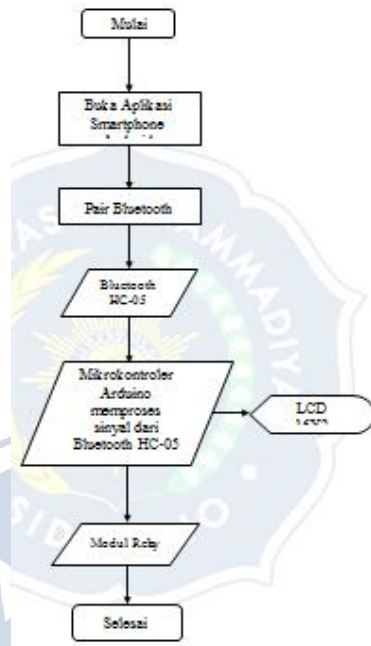 Mulai
Buka Aplikasi
Smartphone
Pair Bluetooth
Bluetooth
HC-05
Mikrokontroler
Arduino
memproses
sinyal dari
Bluetooth HC-05
LCD
Modul Relay
Selesai